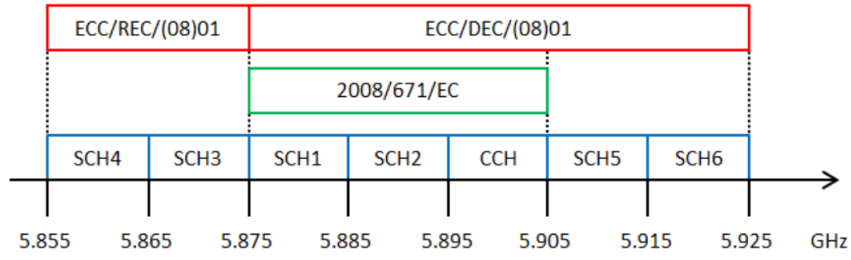 ECC/REC/(08)01 ECC/DEC/(08)01
2008/671/EC
SCH4 SCH3 SCH1 SCH2 CCH SCH5 SCH6
5.855 5.865 5.875 5.885 5.895 5.905 5.915 5.925 GHz